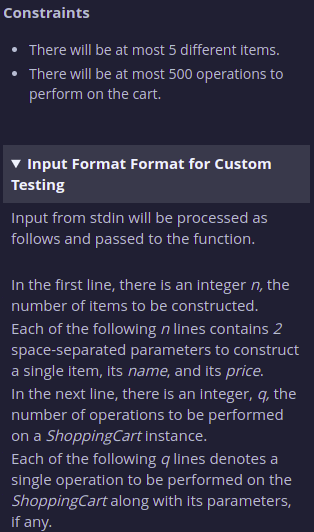 Constraints
• There will be at most 5 different items.
• There will be at most 500 operations to
perform on the cart.
▼ Input Format Format for Custom
Testing
Input from stdin will be processed as
follows and passed to the function.
In the first line, there is an integer n, the
number of items to be constructed.
Each of the following n lines contains 2
space-separated parameters to construct
a single item, its name, and its price.
In the next line, there is an integer, q, the
number of operations to be performed
on a ShoppingCart instance.
Each of the following q lines denotes a
single operation to be performed on the
ShoppingCart along with its parameters,
if any.